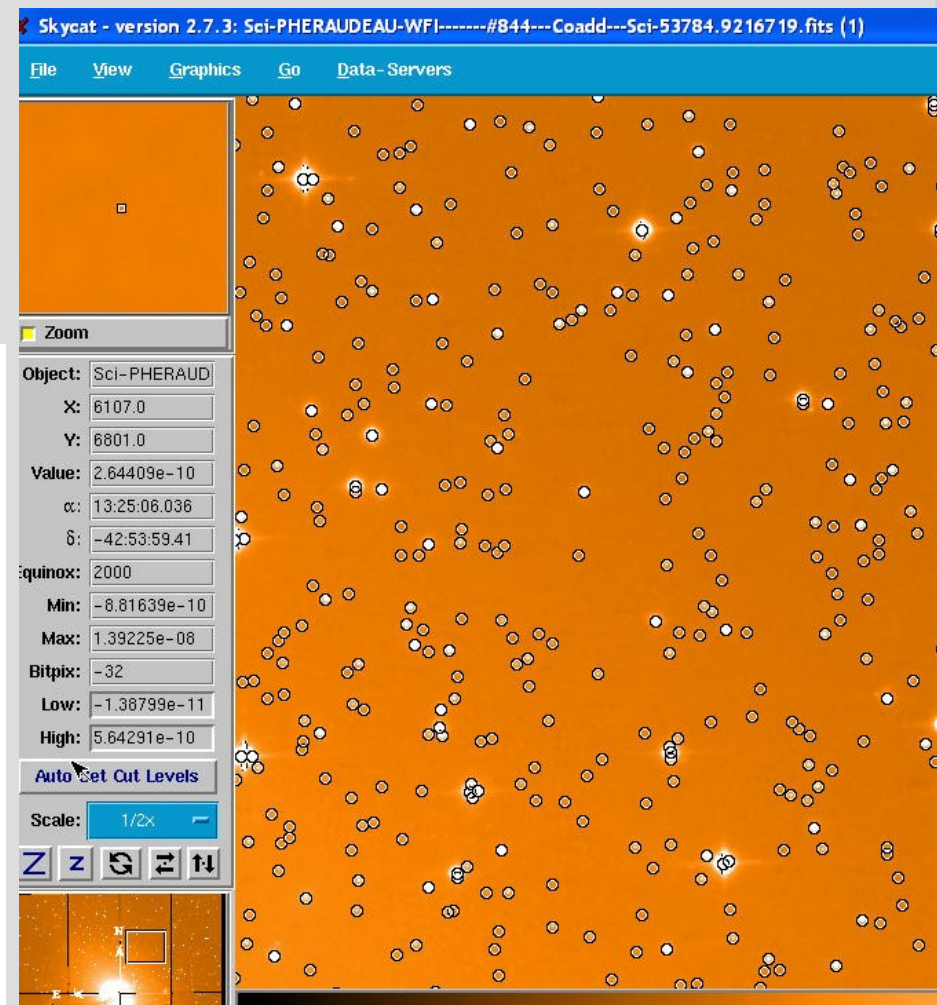 Skycat - version 2.7.3: Sci-PHERAUDEAU-WFI-------#844---Coadd---Sci-53784.9216719.fits (1)
File View Graphics Go Data-Servers
Zoom
Object: Sci-PHERAUD
X: 6107.0
Y: 6801.0
Value: 2.64409e-10
α: 13:25:06.036
δ: -42:53:59.41
quinox: 2000
Min: -8.81639e-10
Max: 1.39225e-08
Bitpix: -32
Low: -1.38799e-11
High: 5.64291e-10
Auto Set Cut Levels
Scale: 1/2x
Z z
N
E